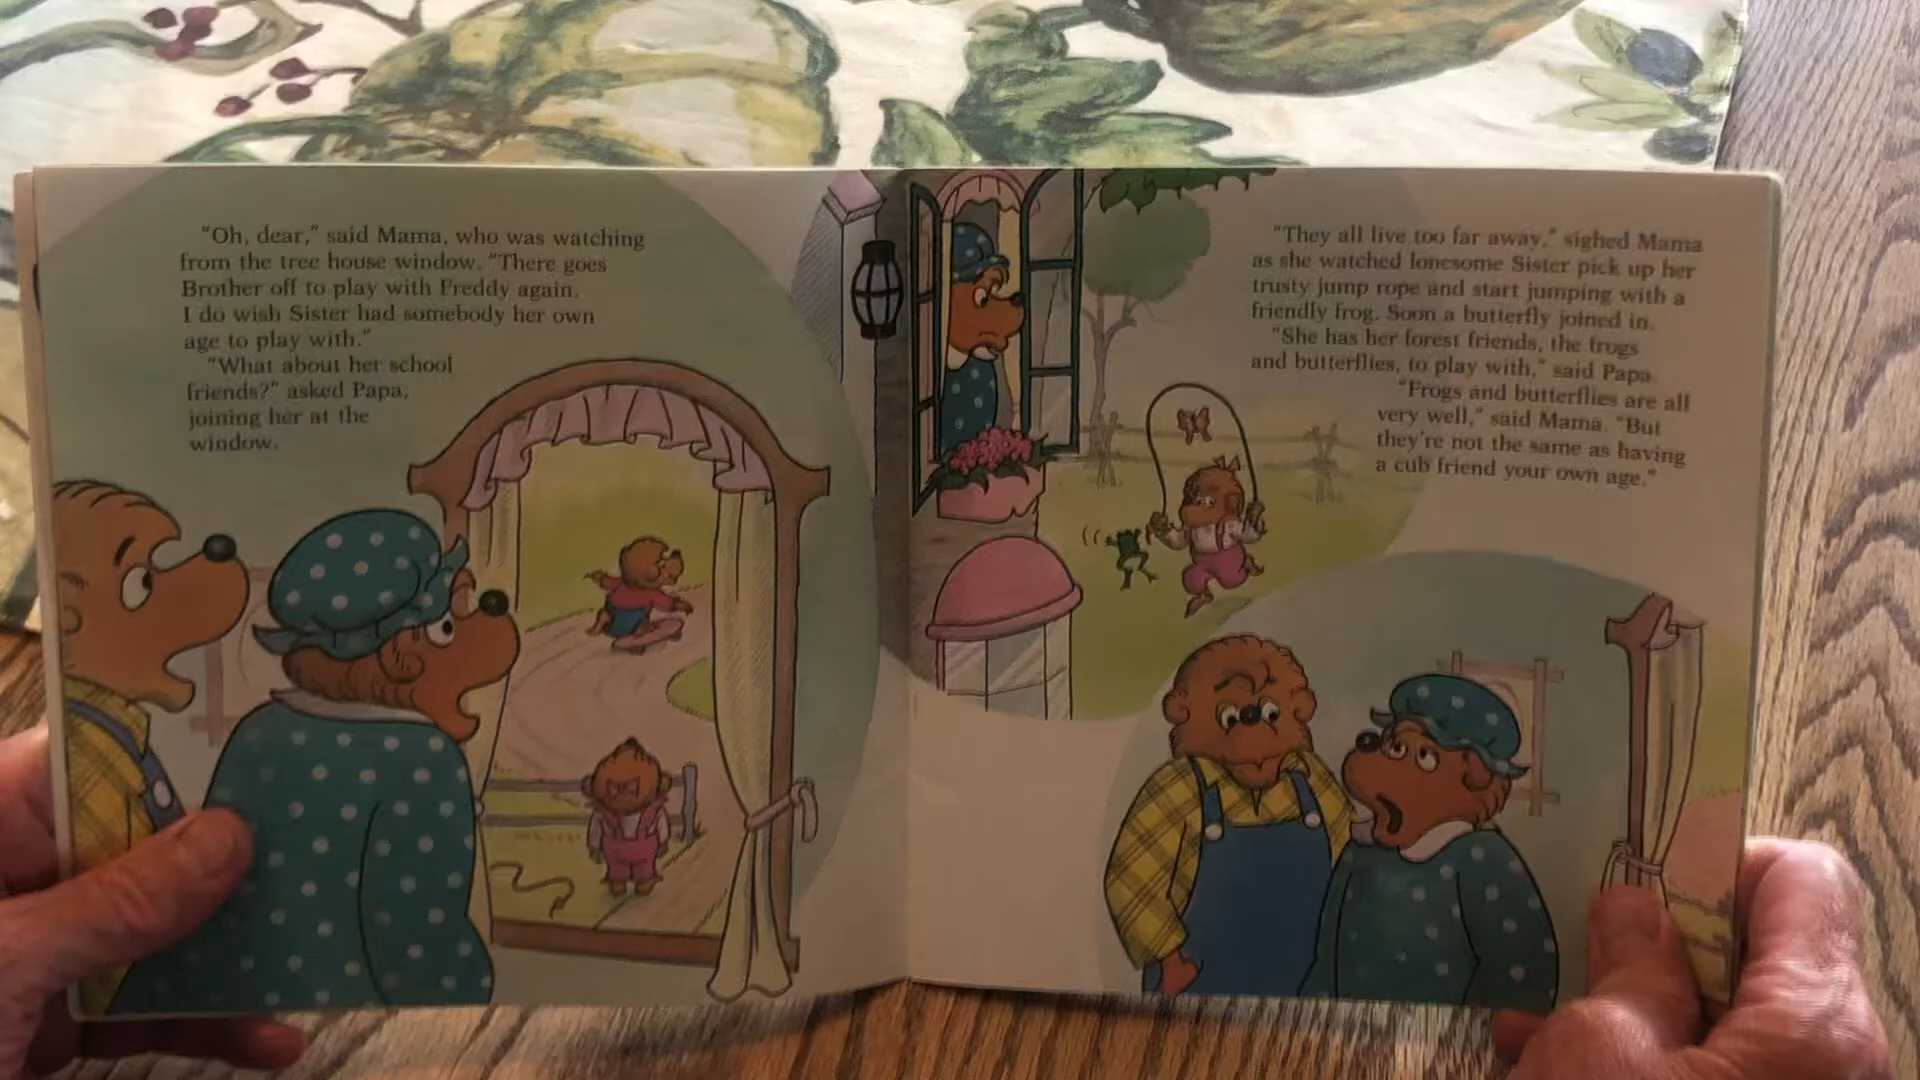 "Oh, dear," said Mama, who was watching
from the tree house window. "There goes
Brother off to play with Freddy again.
I do wish Sister had somebody her own
age to play with."
"What about her school
friends?" asked Papa,
joining her at the
window.
"They all live too far away," sighed Mama
as she watched lonesome Sister pick up her
trusty jump rope and start jumping with a
friendly frog. Soon a butterfly joined in.
"She has her forest friends, the frogs
and butterflies, to play with," said Papa.
"Frogs and butterflies are all
very well," said Mama. "But
they're not the same as having
a cub friend your own age."